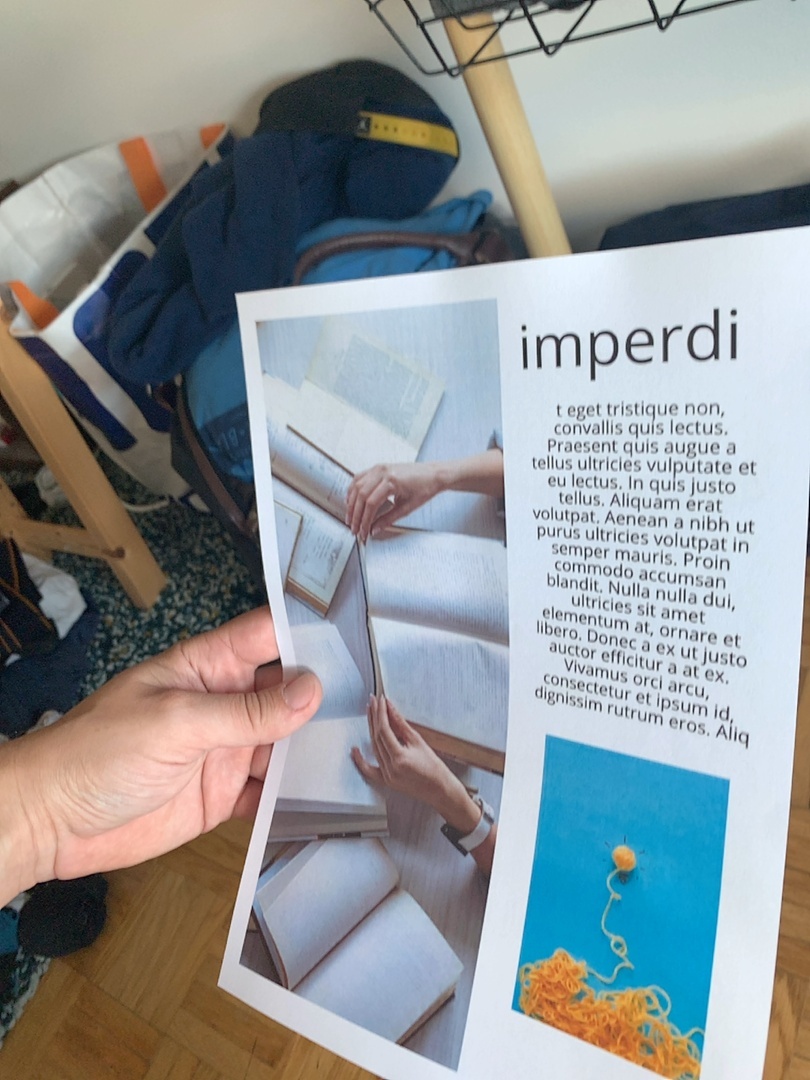 imperdi
t eget tristique non,
convallis quis lectus.
Praesent quis augue a
tellus ultricies vulputate et
eu lectus. In quis justo
tellus. Aliquam erat
volutpat. Aenean a nibh ut
purus ultricies volutpat in
semper mauris. Proin
commodo accumsan
blandit. Nulla nulla dui,
ultricies sit amet
elementum at, ornare et
libero. Donec a ex ut justo
auctor efficitur a at ex.
Vivamus orci arcu,
consectetur et ipsum id,
dignissim rutrum eros. Aliq